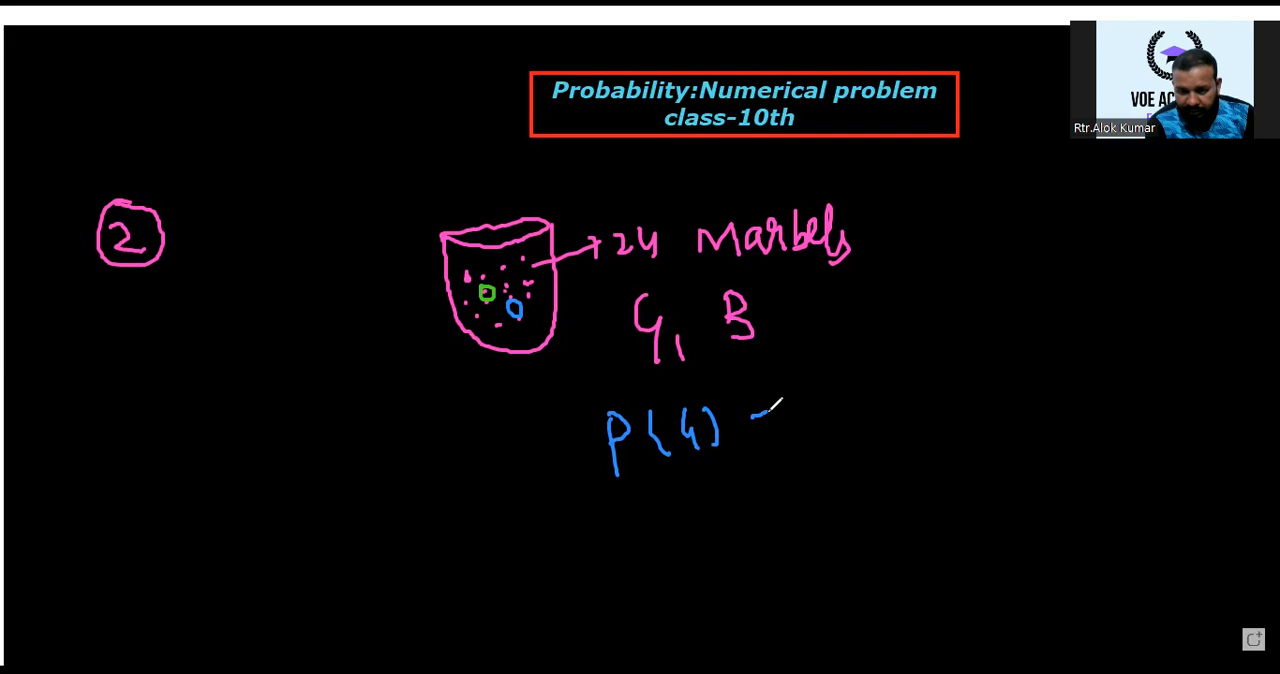 Probability:Numerical problem
class-10th
VOE AC
Rtr.Alok Kumar
2
24 Marbels
G, B
P(G) -